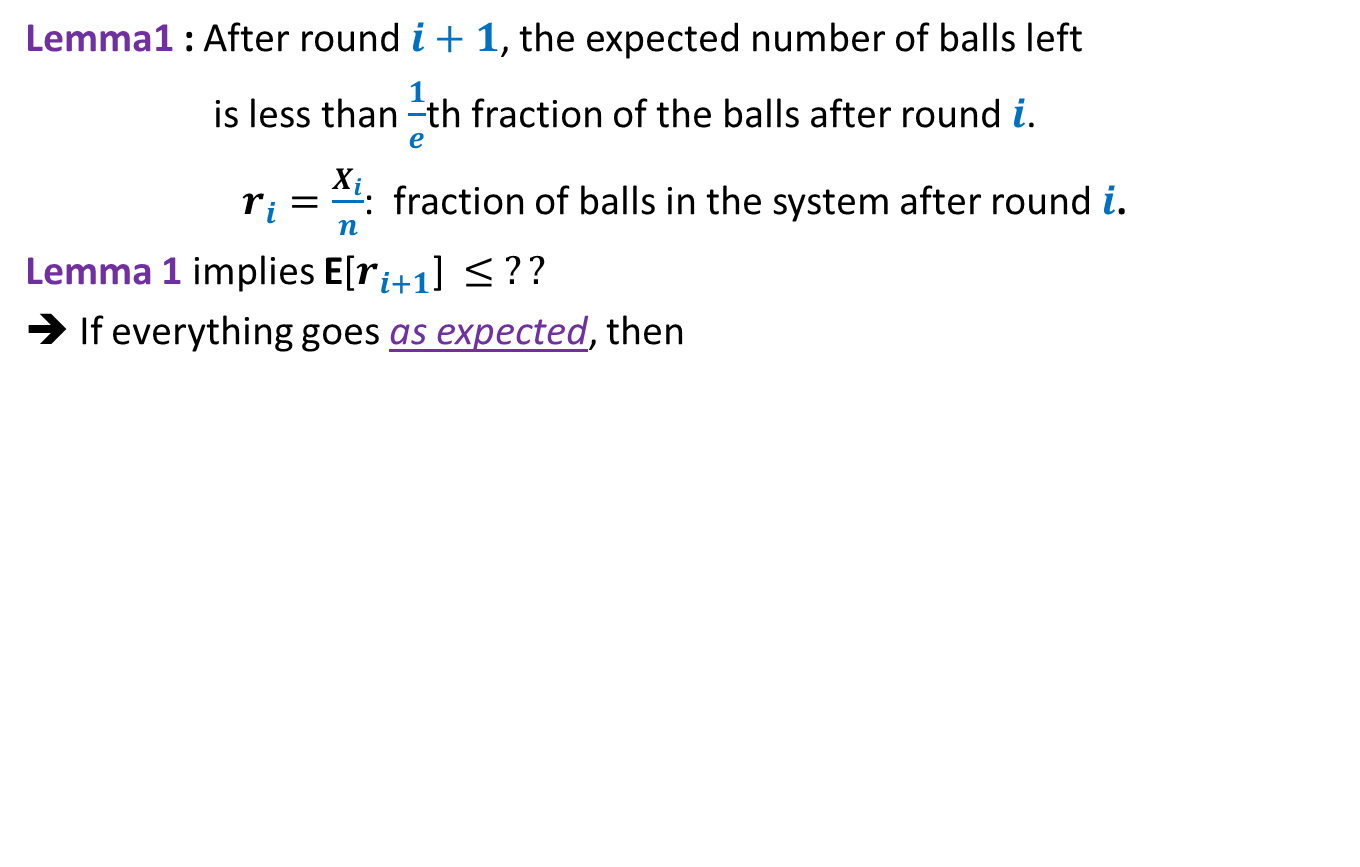 Lemma1 : After round i + 1, the expected number of balls left
is less than 1/e th fraction of the balls after round i.
r_i = X_i/n : fraction of balls in the system after round i.
Lemma 1 implies E[r_{i+1}] ≤ ? ?
➔ If everything goes as expected, then